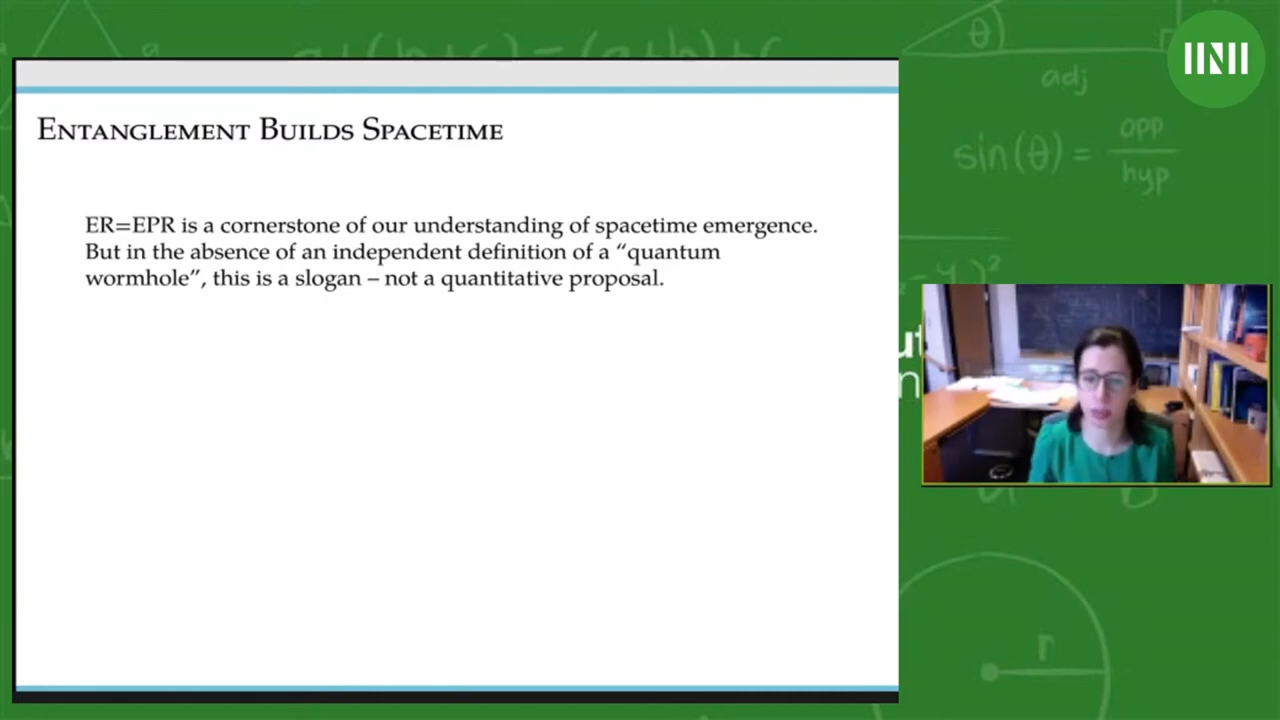 a+(b+c) = (a+b)+c
θ
adj
sin(θ) = opp
hyp
ENTANGLEMENT BUILDS SPACETIME
ER=EPR is a cornerstone of our understanding of spacetime emergence.
But in the absence of an independent definition of a “quantum
wormhole”, this is a slogan – not a quantitative proposal.
r